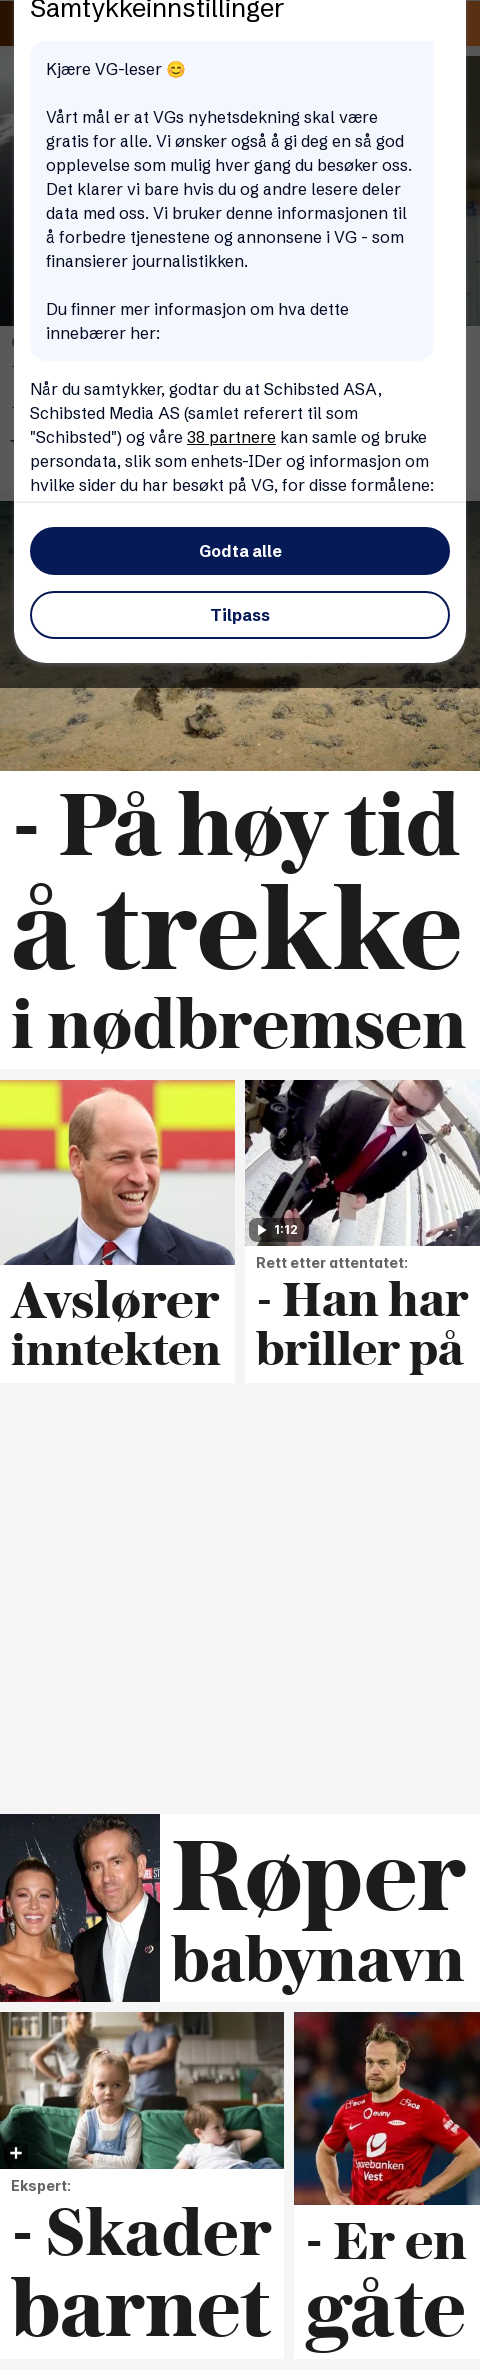 Samtykkeinnstillinger
Kjære VG-leser 😊
Vårt mål er at VGs nyhetsdekning skal være
gratis for alle. Vi ønsker også å gi deg en så god
opplevelse som mulig hver gang du besøker oss.
Det klarer vi bare hvis du og andre lesere deler
data med oss. Vi bruker denne informasjonen til
å forbedre tjenestene og annonsene i VG - som
finansierer journalistikken.
Du finner mer informasjon om hva dette
innebærer her:
Når du samtykker, godtar du at Schibsted ASA,
Schibsted Media AS (samlet referert til som
"Schibsted") og våre 38 partnere kan samle og bruke
persondata, slik som enhets-IDer og informasjon om
hvilke sider du har besøkt på VG, for disse formålene:
Godta alle
Tilpass
- På høy tid
å trekke
i nødbremsen
1:12
Avslører
inntekten
Rett etter attentatet:
- Han har
briller på
Røper
babynavn
Ekspert:
- Skader
barnet
eviny
Sparebanken
Vest
- Er en
gåte